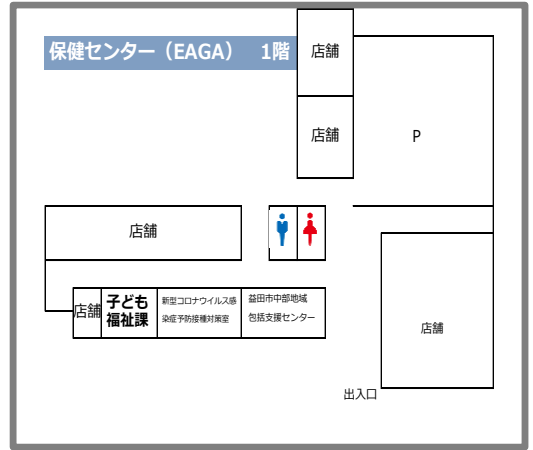 保健センター（EAGA）　1階
店舗
店舗
P
店舗
店舗
子ども
福祉課
新型コロナウイルス感
染症予防接種対策室
益田市中部地域
包括支援センター
店舗
出入口